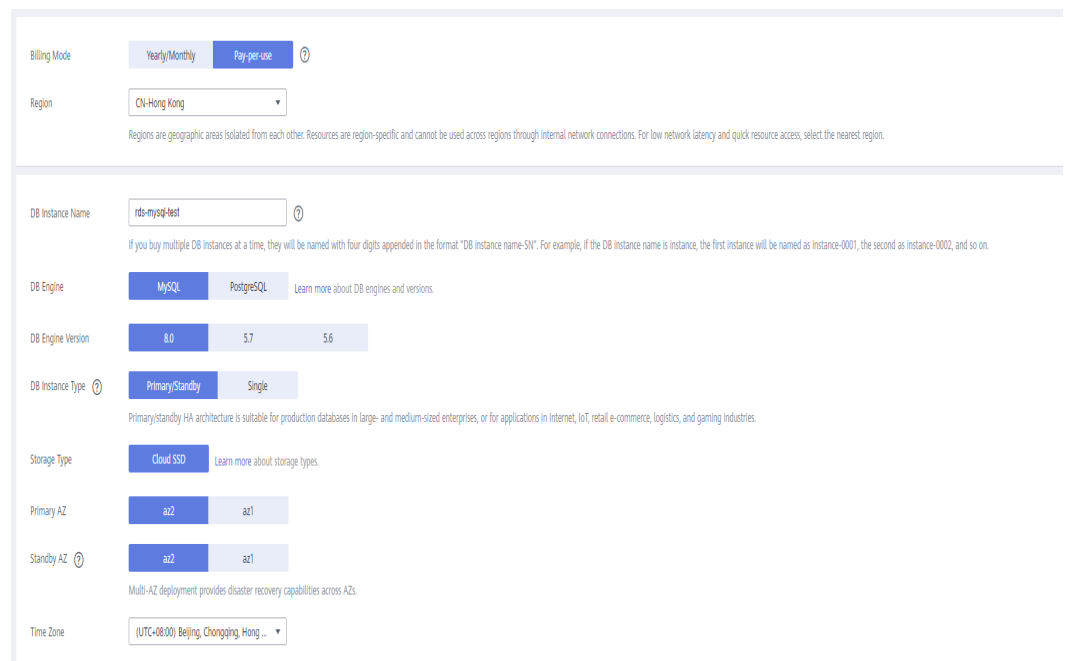 Billing Mode Yearly/Monthly Pay-per-use ?
Region CN-Hong Kong
Regions are geographic areas isolated from each other. Resources are region-specific and cannot be used across regions through internal network connections. For low network latency and quick resource access, select the nearest region.
DB Instance Name rds-mysql-test ?
If you buy multiple DB instances at a time, they will be named with four digits appended in the format "DB instance name-SN". For example, if the DB instance name is instance, the first instance will be named as instance-0001, the second as instance-0002, and so on.
DB Engine MySQL PostgreSQL Learn more about DB engines and versions.
DB Engine Version 8.0 5.7 5.6
DB Instance Type ? Primary/Standby Single
Primary/standby HA architecture is suitable for production databases in large- and medium-sized enterprises, or for applications in Internet, IoT, retail e-commerce, logistics, and gaming industries.
Storage Type Cloud SSD Learn more about storage types.
Primary AZ az2 az1
Standby AZ ? az2 az1
Multi-AZ deployment provides disaster recovery capabilities across AZs.
Time Zone (UTC+08:00) Beijing, Chongqing, Hong ...